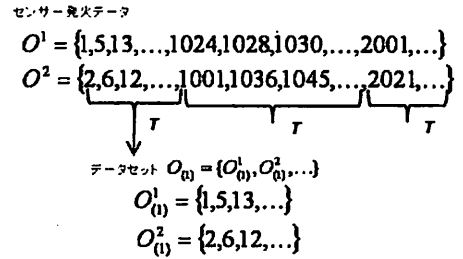 センサー発火データ
O¹ = {1,5,13,…,1024,1028,1030,…,2001,…}
O² = {2,6,12,…,1001,1036,1045,…,2021,…}
T T T
データセット O₍₁₎ = {O¹₍₁₎,O²₍₁₎,…}
O¹₍₁₎ = {1,5,13,…}
O²₍₁₎ = {2,6,12,…}